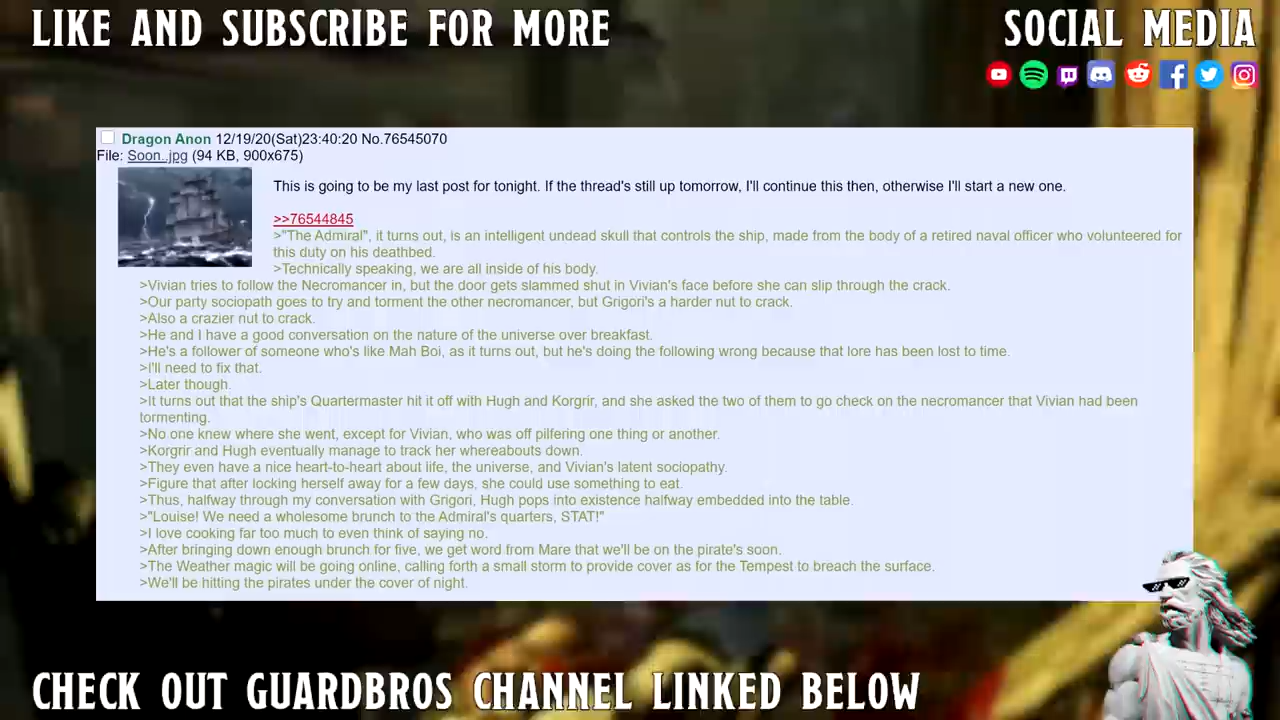 LIKE AND SUBSCRIBE FOR MORE
SOCIAL MEDIA
Dragon Anon 12/19/20(Sat)23:40:20 No.76545070
File: Soon..jpg (94 KB, 900x675)
This is going to be my last post for tonight. If the thread's still up tomorrow, I'll continue this then, otherwise I'll start a new one.
>>76544845
>"The Admiral", it turns out, is an intelligent undead skull that controls the ship, made from the body of a retired naval officer who volunteered for
this duty on his deathbed.
>Technically speaking, we are all inside of his body.
>Vivian tries to follow the Necromancer in, but the door gets slammed shut in Vivian's face before she can slip through the crack.
>Our party sociopath goes to try and torment the other necromancer, but Grigori's a harder nut to crack.
>Also a crazier nut to crack.
>He and I have a good conversation on the nature of the universe over breakfast.
>He's a follower of someone who's like Mah Boi, as it turns out, but he's doing the following wrong because that lore has been lost to time.
>I'll need to fix that.
>Later though.
>It turns out that the ship's Quartermaster hit it off with Hugh and Korgrir, and she asked the two of them to go check on the necromancer that Vivian had been
tormenting.
>No one knew where she went, except for Vivian, who was off pilfering one thing or another.
>Korgrir and Hugh eventually manage to track her whereabouts down.
>They even have a nice heart-to-heart about life, the universe, and Vivian's latent sociopathy.
>Figure that after locking herself away for a few days, she could use something to eat.
>Thus, halfway through my conversation with Grigori, Hugh pops into existence halfway embedded into the table.
>"Louise! We need a wholesome brunch to the Admiral's quarters, STAT!"
>I love cooking far too much to even think of saying no.
>After bringing down enough brunch for five, we get word from Mare that we'll be on the pirate's soon.
>The Weather magic will be going online, calling forth a small storm to provide cover as for the Tempest to breach the surface.
>We'll be hitting the pirates under the cover of night.
CHECK OUT GUARDBROS CHANNEL LINKED BELOW